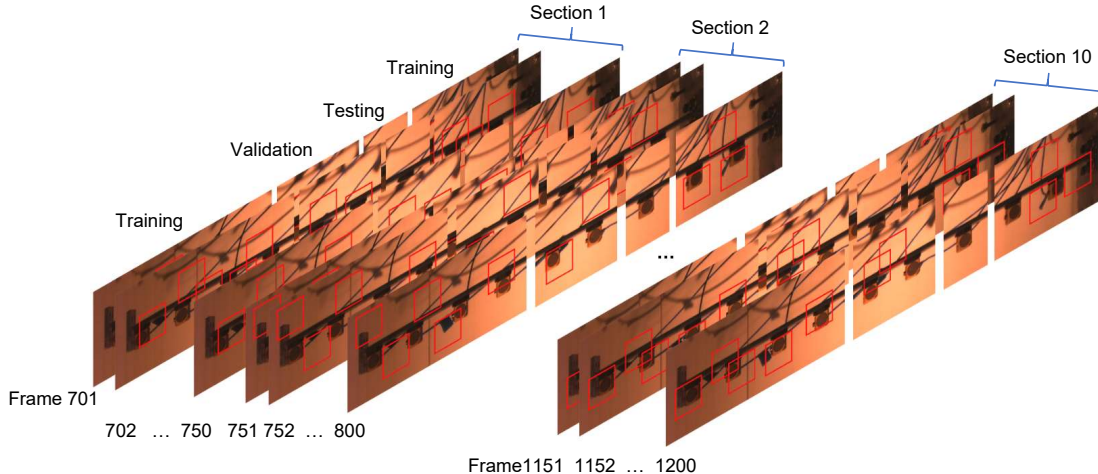 Section 1
Section 2
Section 10
Training
Testing
Validation
Training
...
Frame 701
702 … 750 751 752 … 800
Frame1151 1152 … 1200